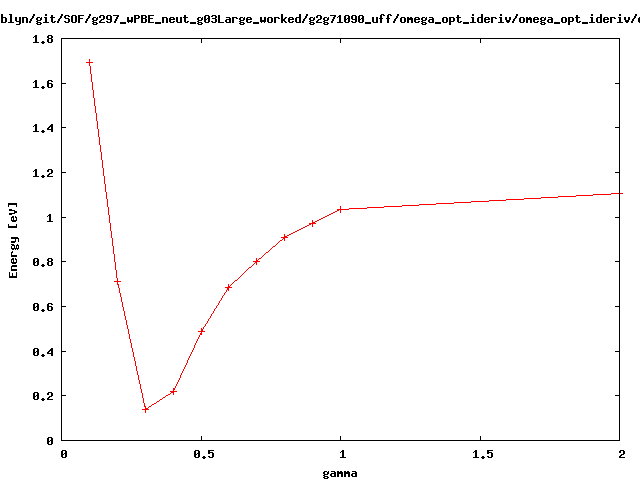 blyn/git/SOF/g297_wPBE_neut_g03Large_worked/g2g71090_uff/omega_opt_ideriv/omega_opt_ideriv/
1.8
1.6
1.4
1.2
1
0.8
0.6
0.4
0.2
0
Energy [eV]
0 0.5 1 1.5 2
gamma